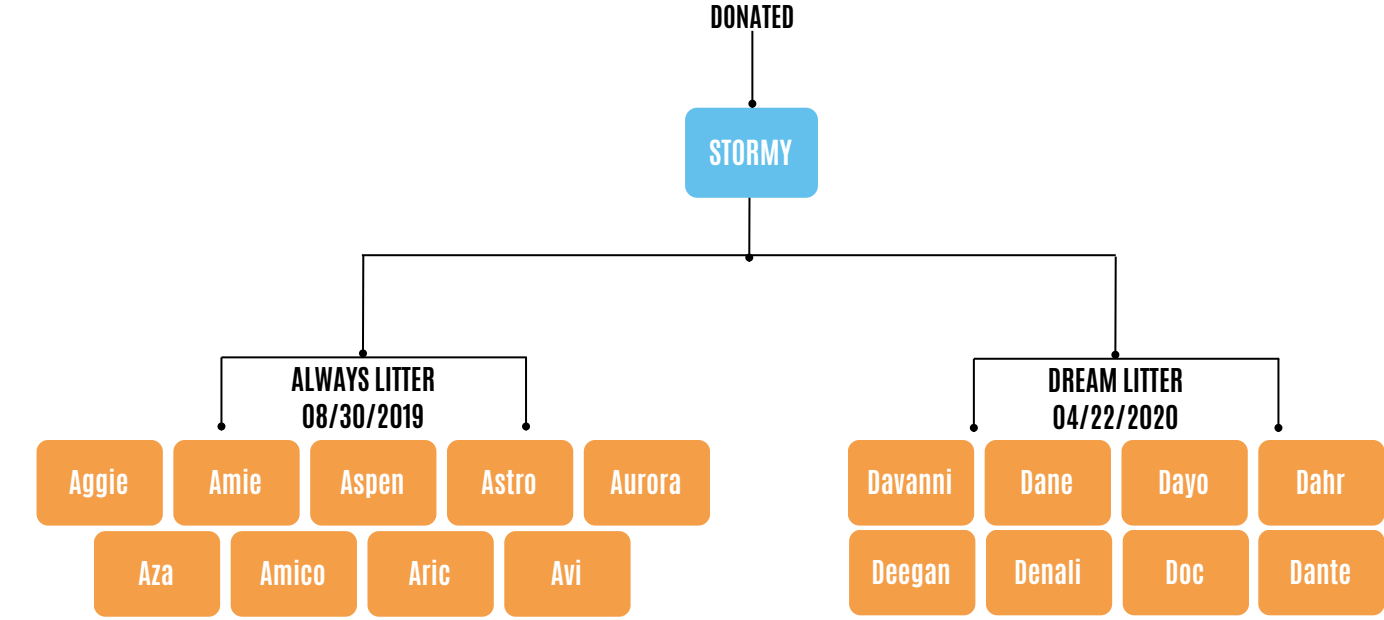 DONATED
STORMY
ALWAYS LITTER
08/30/2019
Aggie Amie Aspen Astro Aurora
Aza Amico Aric Avi
DREAM LITTER
04/22/2020
Davanni Dane Dayo Dahr
Deegan Denali Doc Dante